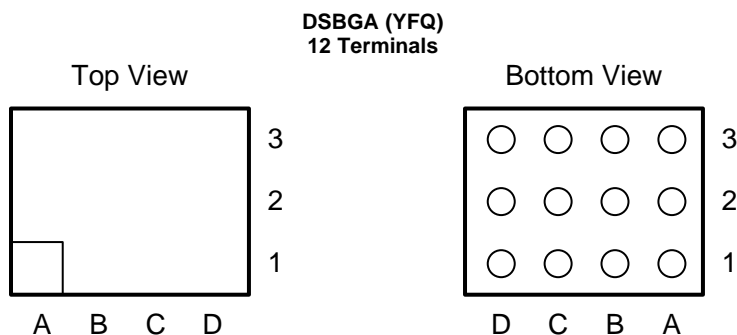 DSBGA (YFQ)
12 Terminals
Top View
3
2
1
A B C D
Bottom View
3
2
1
D C B A